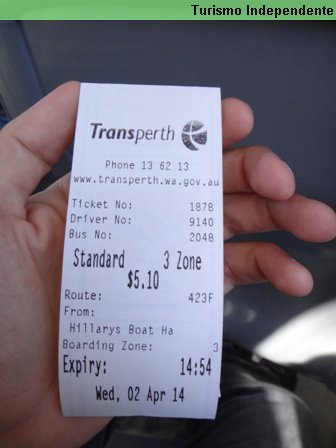 Turismo Independente
Transperth
Phone 13 62 13
www.transperth.wa.gov.au
Ticket No: 1878
Driver No: 9140
Bus No: 2048
Standard 3 Zone
$5.10
Route: 423F
From:
Hillarys Boat Ha
Boarding Zone: 3
Expiry: 14:54
Wed, 02 Apr 14